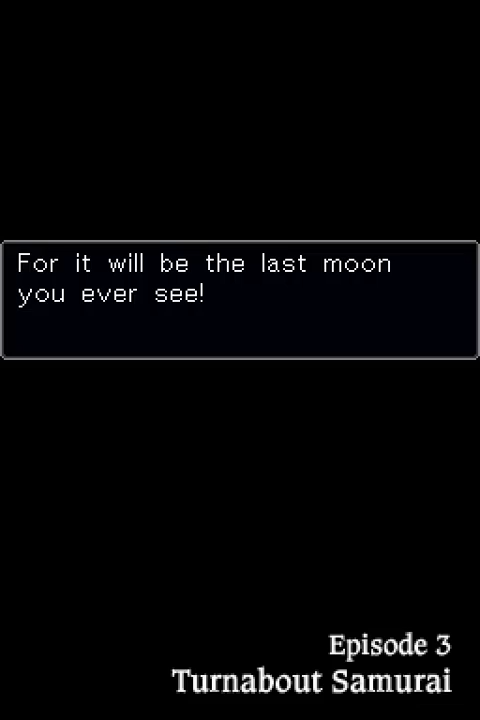 For it will be the last moon
you ever see!
Episode 3
Turnabout Samurai